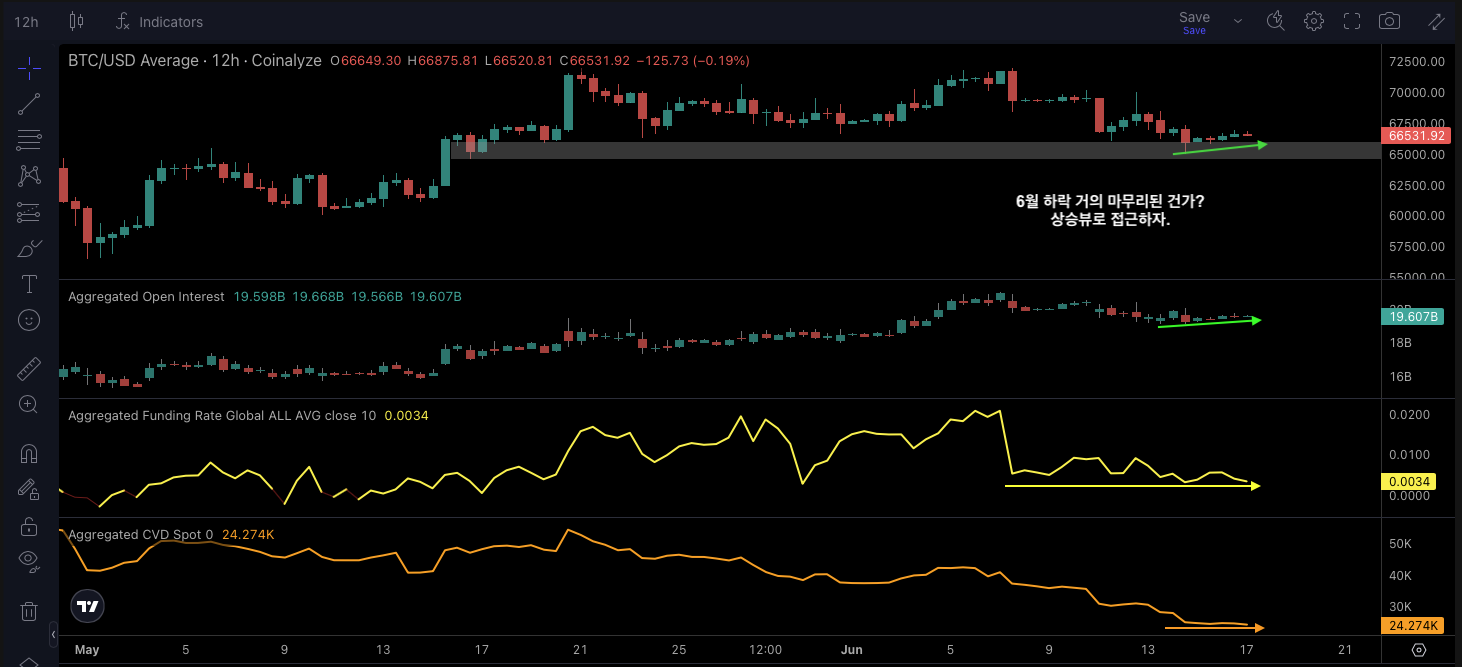 12h Indicators Save
Save
BTC/USD Average · 12h · Coinalyze O66649.30 H66875.81 L66520.81 C66531.92 −125.73 (−0.19%)
72500.00
70000.00
67500.00
66531.92
65000.00
62500.00
60000.00
57500.00
55000.00
6월 하락 거의 마무리된 건가?
상승뷰로 접근하자.
Aggregated Open Interest 19.598B 19.668B 19.566B 19.607B
20B
19.607B
18B
16B
Aggregated Funding Rate Global ALL AVG close 10 0.0034
0.0200
0.0100
0.0034
0.0000
Aggregated CVD Spot 0 24.274K
50K
40K
30K
24.274K
May 5 9 13 17 21 25 12:00 Jun 5 9 13 17 21